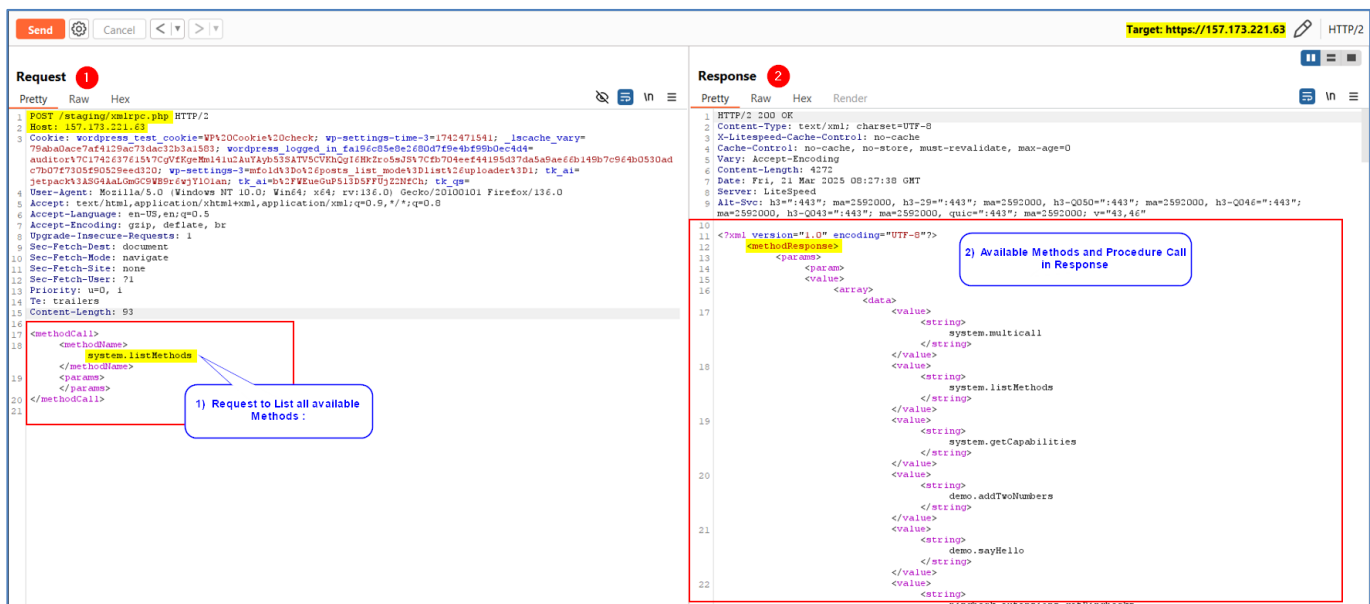 Send Cancel < > Target: https://157.173.221.63 HTTP/2
Request 1
Pretty Raw Hex \n
1 POST /staging/xmlrpc.php HTTP/2
2 Host: 157.173.221.63
3 Cookie: wordpress_test_cookie=WP%20Cookie%20check; wp-settings-time-3=1742471541; _lscache_vary=
auditor%7C1742637615%
jetpack%3ASG4AaLGmGC9WB9r6wjYlOian; tk_ai=b%2FWEueGuP513D5FFUjZ2NfCh; tk_qs=
4 User-Agent: Mozilla/5.0 (Windows NT 10.0; Win64; x64; rv:136.0) Gecko/20100101 Firefox/136.0
5 Accept: text/html,application/xhtml+xml,application/xml;q=0.9,*/*;q=0.8
6 Accept-Language: en-US,en;q=0.5
7 Accept-Encoding: gzip, deflate, br
8 Upgrade-Insecure-Requests: 1
9 Sec-Fetch-Dest: document
10 Sec-Fetch-Mode: navigate
11 Sec-Fetch-Site: none
12 Sec-Fetch-User: ?1
13 Priority: u=0, i
14 Te: trailers
15 Content-Length: 93
16
17 <methodCall>
18 <methodName>
system.listMethods
</methodName>
19 <params>
</params>
20 </methodCall>
21
1) Request to List all available
Methods :
Response 2
Pretty Raw Hex Render \n
1 HTTP/2 200 OK
2 Content-Type: text/xml; charset=UTF-8
3 X-Litespeed-Cache-Control: no-cache
4 Cache-Control: no-cache, no-store, must-revalidate, max-age=0
5 Vary: Accept-Encoding
6 Content-Length: 4272
7 Date: Fri, 21 Mar 2025 08:27:38 GMT
8 Server: LiteSpeed
9 Alt-Svc: h3=":443"; ma=2592000, h3-29=":443"; ma=2592000, h3-Q050=":443"; ma=2592000, h3-Q046=":443";
ma=2592000, h3-Q043=":443"; ma=2592000, quic=":443"; ma=2592000; v="43,46"
10
11 <?xml version="1.0" encoding="UTF-8"?>
12 <methodResponse>
13 <params>
14 <param>
15 <value>
16 <array>
<data>
17 <value>
<string>
system.multicall
</string>
</value>
18 <value>
<string>
system.listMethods
</string>
</value>
19 <value>
<string>
system.getCapabilities
</string>
</value>
20 <value>
<string>
demo.addTwoNumbers
</string>
</value>
21 <value>
<string>
demo.sayHello
</string>
</value>
22 <value>
<string>
2) Available Methods and Procedure Call
in Response